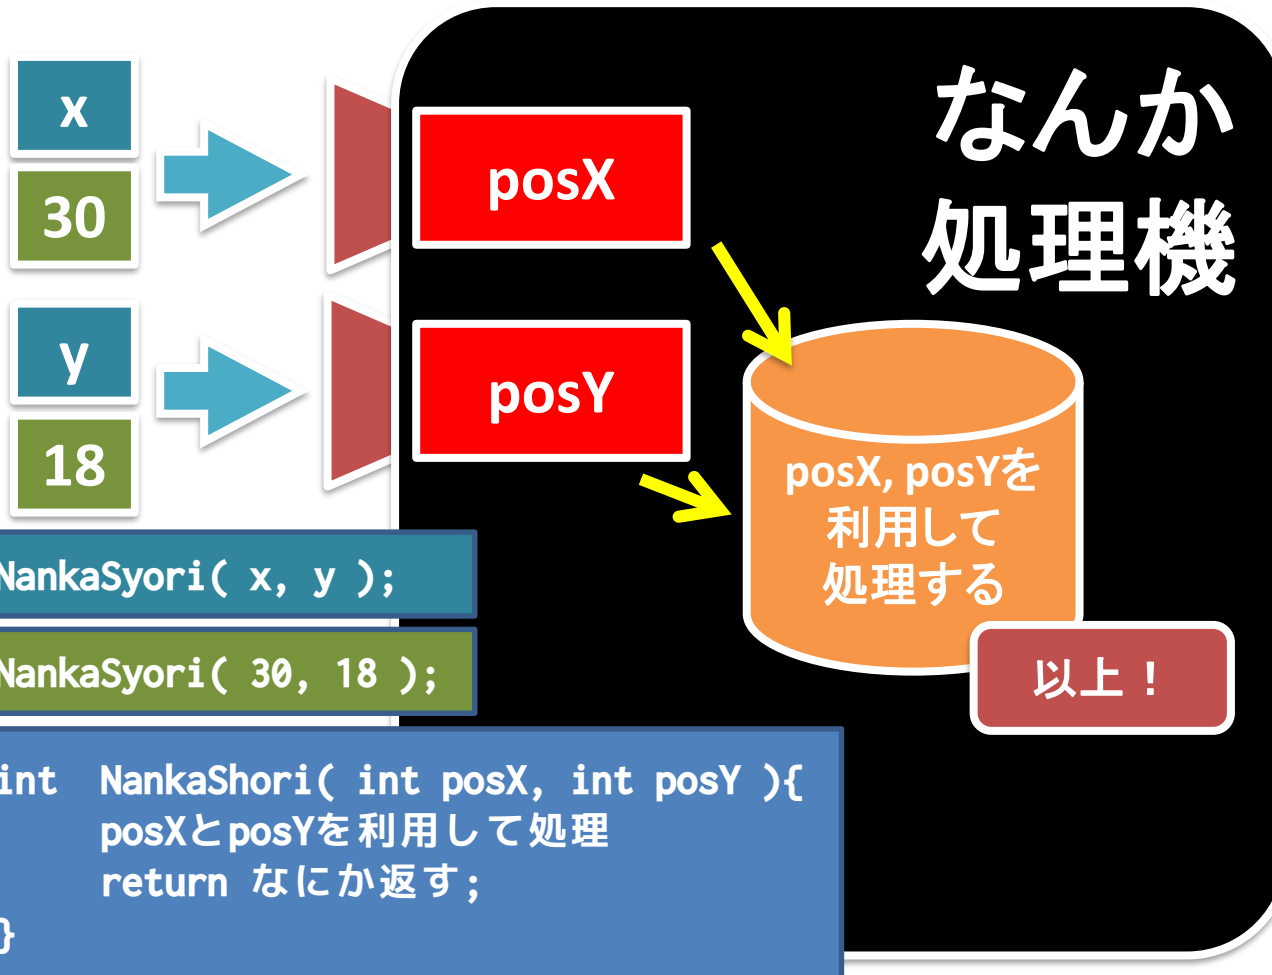 x
30
y
18
posX
posY
なんか
処理機
posX, posYを
利用して
処理する
以上！
NankaSyori( x, y );
NankaSyori( 30, 18 );
int NankaShori( int posX, int posY ){
posXとposYを利用して処理
return なにか返す;
}